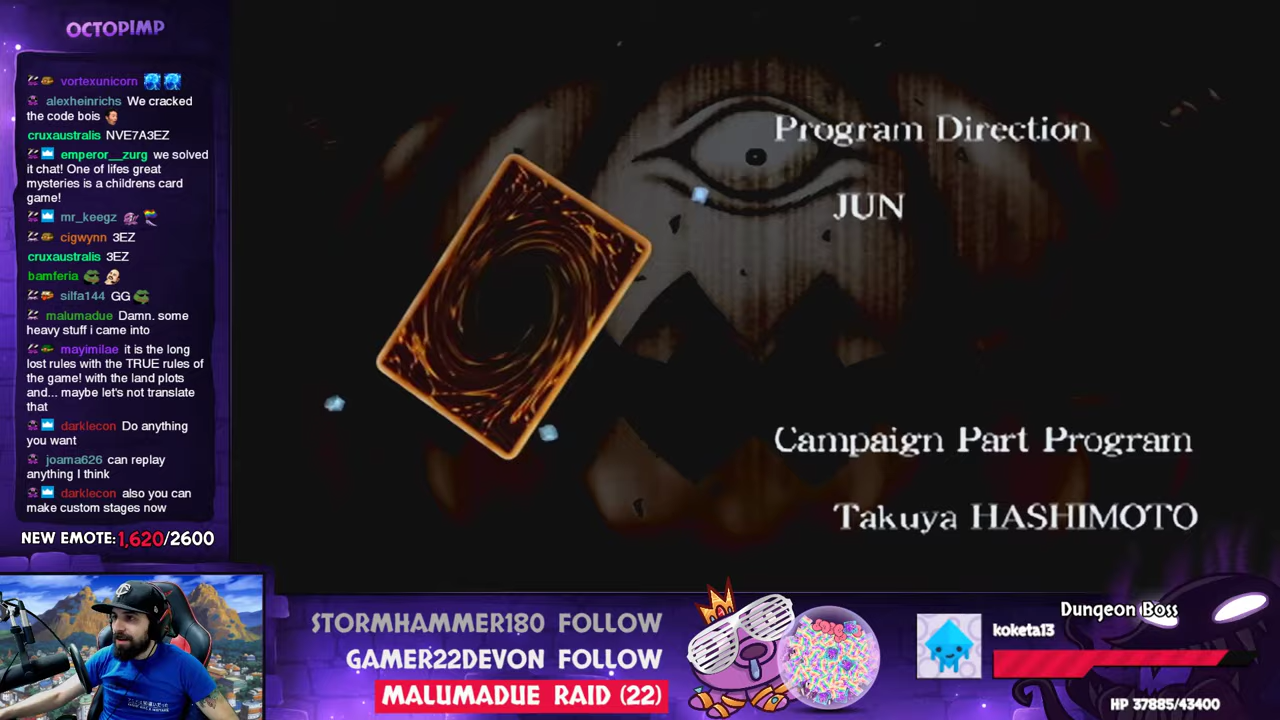 OCTOPIMP
vortexunicorn
alexheinrichs We cracked
the code bois
cruxaustralis NVE7A3EZ
emperor__zurg we solved
it chat! One of lifes great
mysteries is a childrens card
game!
mr_keegz
cigwynn 3EZ
cruxaustralis 3EZ
bamferia
silfa144 GG
malumadue Damn. some
heavy stuff i came into
mayimilae it is the long
lost rules with the TRUE rules of
the game! with the land plots
and... maybe let's not translate
that
darklecon Do anything
you want
joama626 can replay
anything I think
darklecon also you can
make custom stages now
NEW EMOTE: 1,620/2600
Program Direction
JUN
Campaign Part Program
Takuya HASHIMOTO
STORMHAMMER180 FOLLOW
GAMER22DEVON FOLLOW
MALUMADUE RAID (22)
Dungeon Boss
koketa13
HP 37885/43400